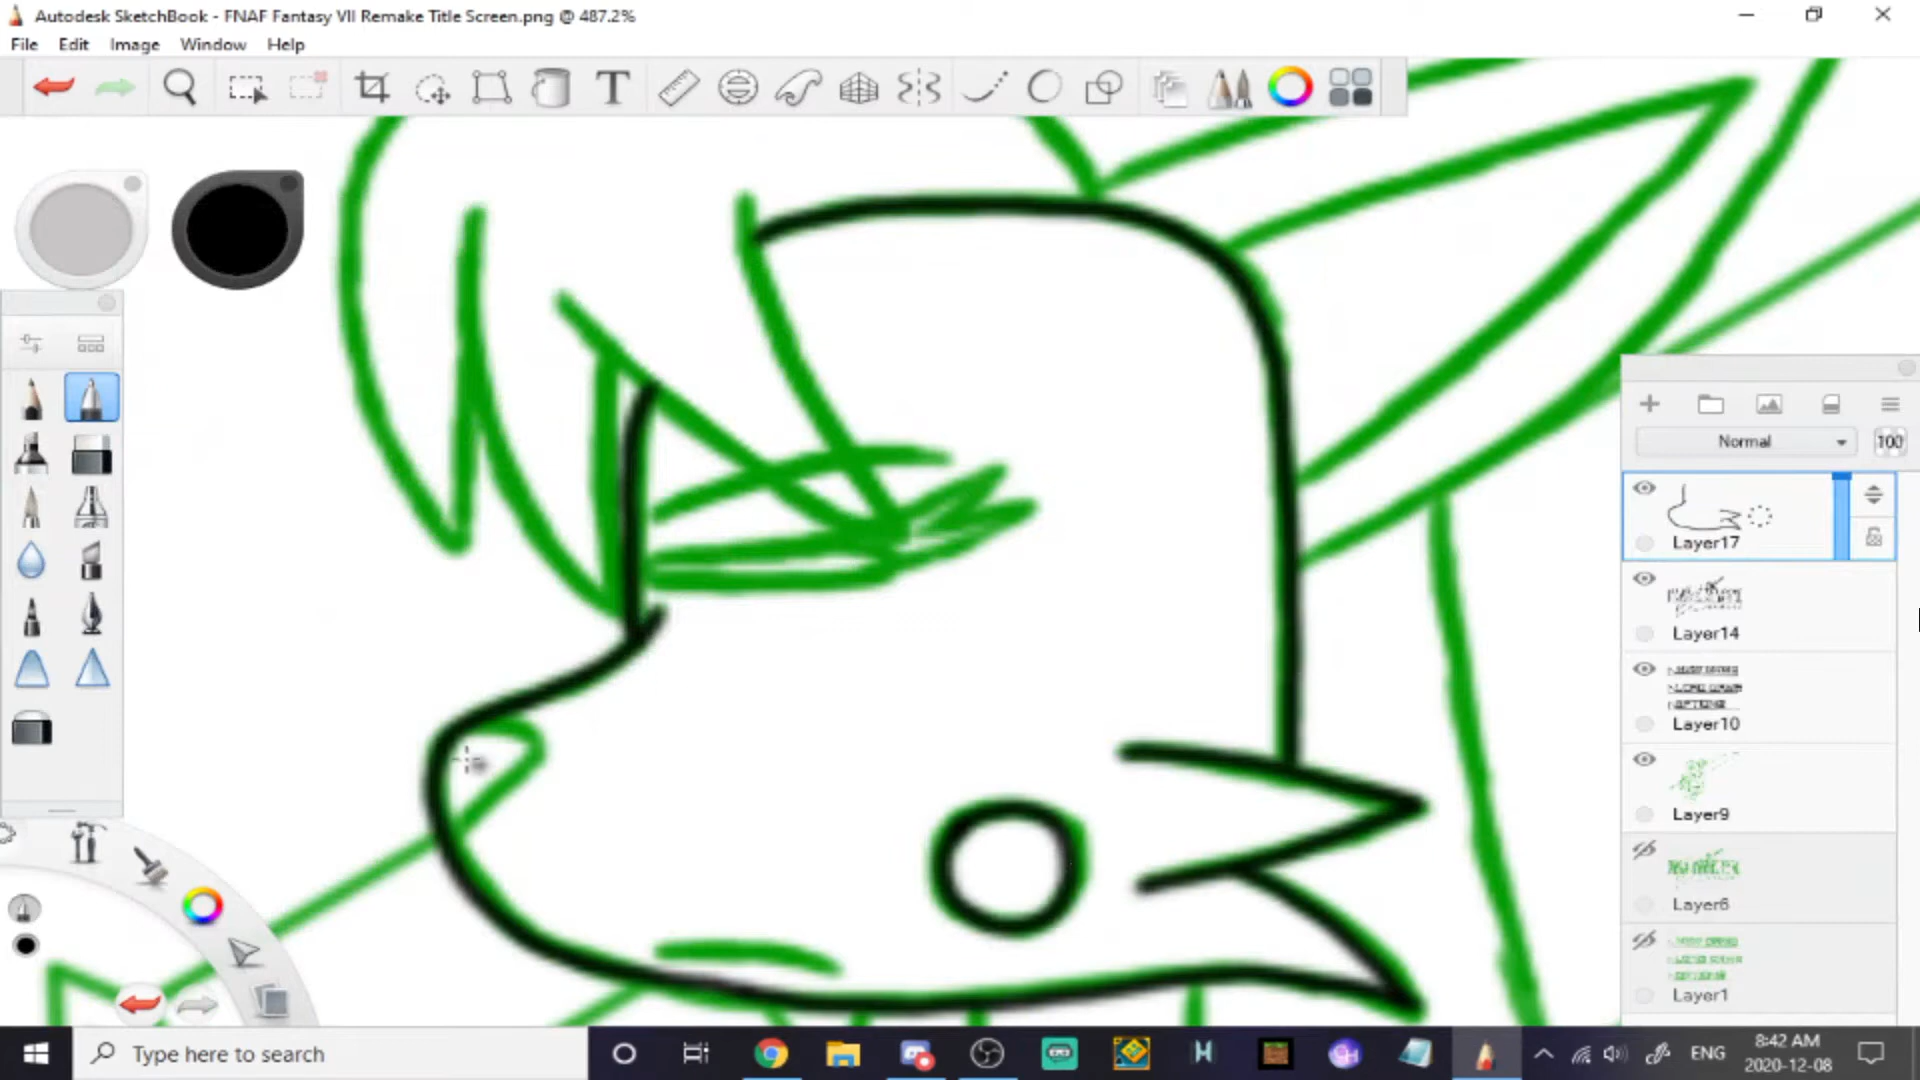 Autodesk SketchBook - FNAF Fantasy VII Remake Title Screen.png @ 487.2%
File Edit Image Window Help
T
Normal 100
Layer17
Layer14
Layer10
Layer9
Layer6
Layer1
Type here to search
ENG
8:42 AM
2020-12-08